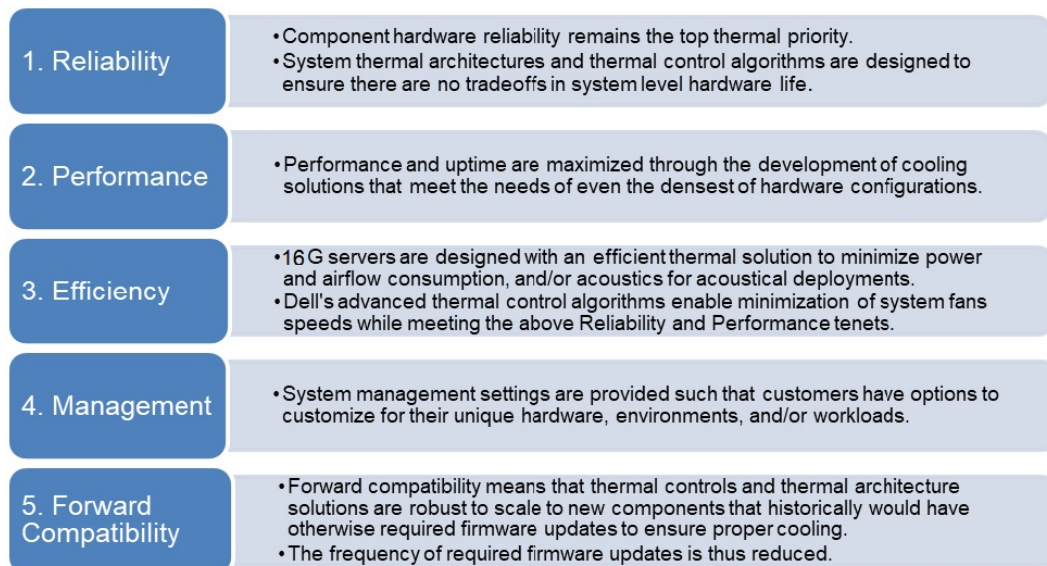 1. Reliability
•Component hardware reliability remains the top thermal priority.
•System thermal architectures and thermal control algorithms are designed to
ensure there are no tradeoffs in system level hardware life.
2. Performance
•Performance and uptime are maximized through the development of cooling
solutions that meet the needs of even the densest of hardware configurations.
3. Efficiency
•16G servers are designed with an efficient thermal solution to minimize power
and airflow consumption, and/or acoustics for acoustical deployments.
•Dell's advanced thermal control algorithms enable minimization of system fans
speeds while meeting the above Reliability and Performance tenets.
4. Management
•System management settings are provided such that customers have options to
customize for their unique hardware, environments, and/or workloads.
5. Forward
Compatibility
•Forward compatibility means that thermal controls and thermal architecture
solutions are robust to scale to new components that historically would have
otherwise required firmware updates to ensure proper cooling.
•The frequency of required firmware updates is thus reduced.